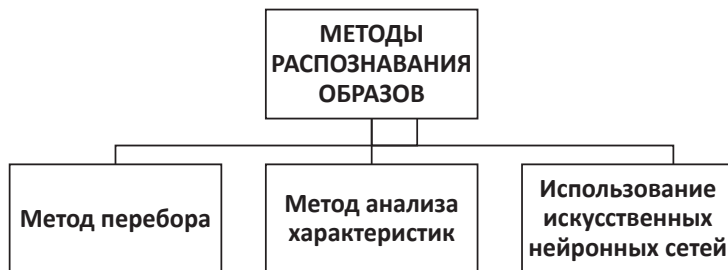 МЕТОДЫ
РАСПОЗНАВАНИЯ
ОБРАЗОВ
Метод перебора
Метод анализа
характеристик
Использование
искусственных
нейронных сетей